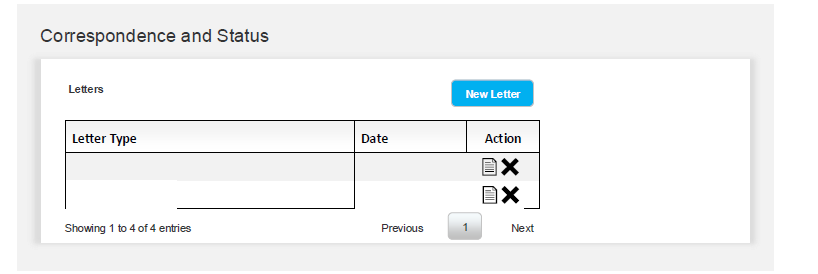 Correspondence and Status
Letters
New Letter
Letter Type Date Action
Showing 1 to 4 of 4 entries Previous 1 Next